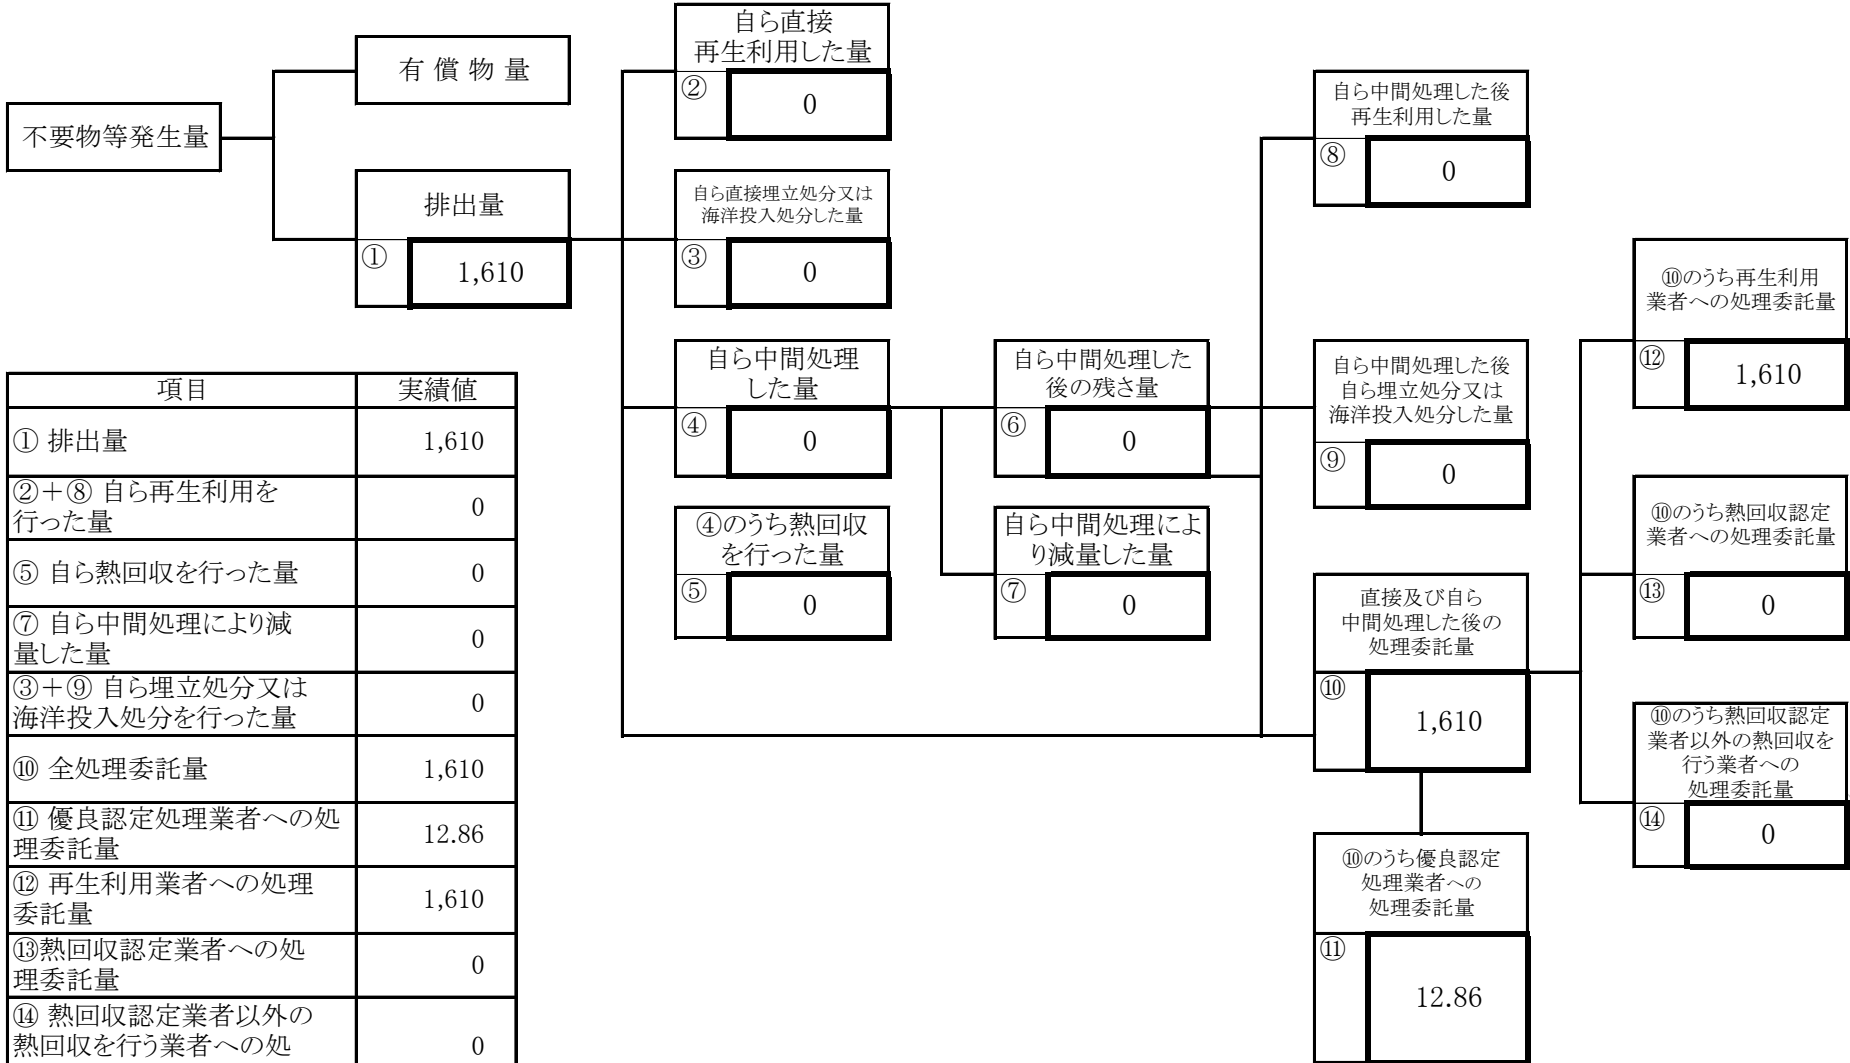 不要物等発生量
有 償 物 量
排出量
①
1,610
自ら直接
再生利用した量
②
0
自ら直接埋立処分又は
海洋投入処分した量
③
0
自ら中間処理
した量
④
0
④のうち熱回収
を行った量
⑤
0
自ら中間処理した
後の残さ量
⑥
0
自ら中間処理によ
り減量した量
⑦
0
自ら中間処理した後
再生利用した量
⑧
0
自ら中間処理した後
自ら埋立処分又は
海洋投入処分した量
⑨
0
直接及び自ら
中間処理した後の
処理委託量
⑩
1,610
⑩のうち優良認定
処理業者への
処理委託量
⑪
12.86
⑩のうち再生利用
業者への処理委託量
⑫
1,610
⑩のうち熱回収認定
業者への処理委託量
⑬
0
⑩のうち熱回収認定
業者以外の熱回収を
行う業者への
処理委託量
⑭
0
項目 実績値
① 排出量 1,610
②+⑧ 自ら再生利用を
行った量 0
⑤ 自ら熱回収を行った量 0
⑦ 自ら中間処理により減
量した量 0
③+⑨ 自ら埋立処分又は
海洋投入処分を行った量 0
⑩ 全処理委託量 1,610
⑪ 優良認定処理業者への処
理委託量 12.86
⑫ 再生利用業者への処理
委託量 1,610
⑬熱回収認定業者への処
理委託量 0
⑭ 熱回収認定業者以外の
熱回収を行う業者への処 0